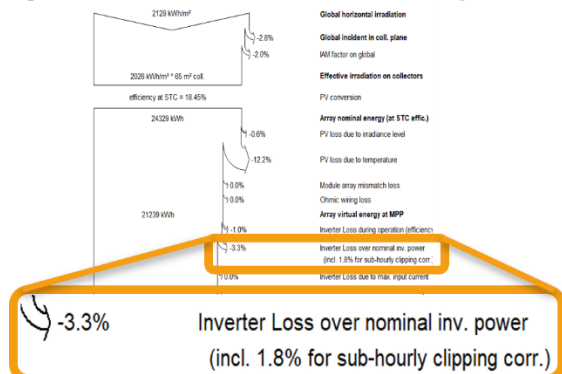 2128 kWh/m² Global horizontal irradiation
-2.8% Global incident in coll. plane
-2.0% IAM factor on global
2026 kWh/m² * 65 m² coll. Effective irradiation on collectors
efficiency at STC = 18.45% PV conversion
24329 kWh Array nominal energy (at STC effic.)
-0.6% PV loss due to irradiance level
-12.2% PV loss due to temperature
0.0% Module array mismatch loss
0.0% Ohmic wiring loss
21239 kWh Array virtual energy at MPP
-1.0% Inverter Loss during operation (efficiency
-3.3% Inverter Loss over nominal inv. power
(incl. 1.8% for sub-hourly clipping corr.)
0.0% Inverter Loss due to max. input current
-3.3% Inverter Loss over nominal inv. power
(incl. 1.8% for sub-hourly clipping corr.)